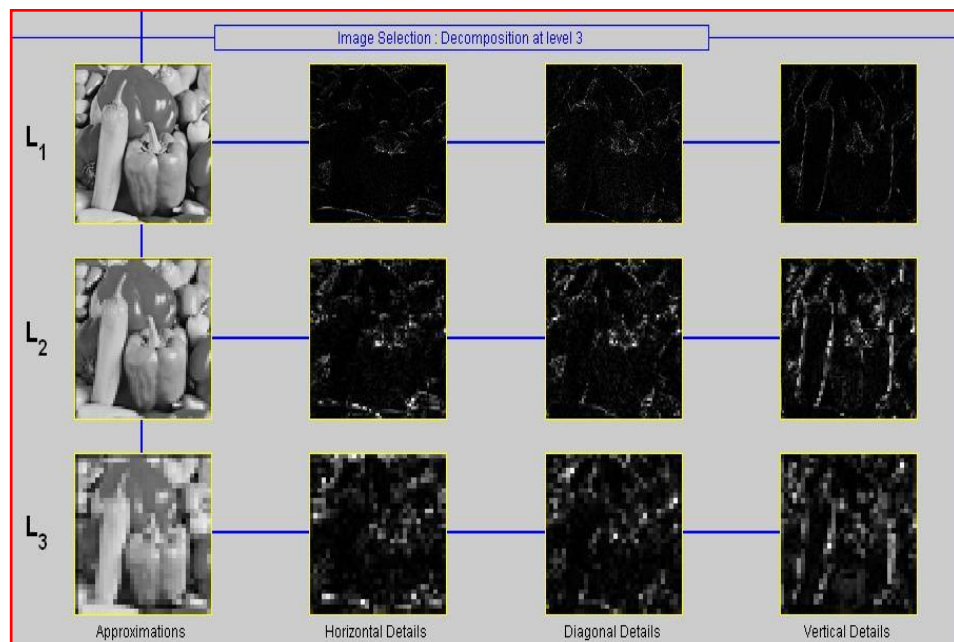 Image Selection : Decomposition at level 3
L1
L2
L3
Approximations Horizontal Details Diagonal Details Vertical Details